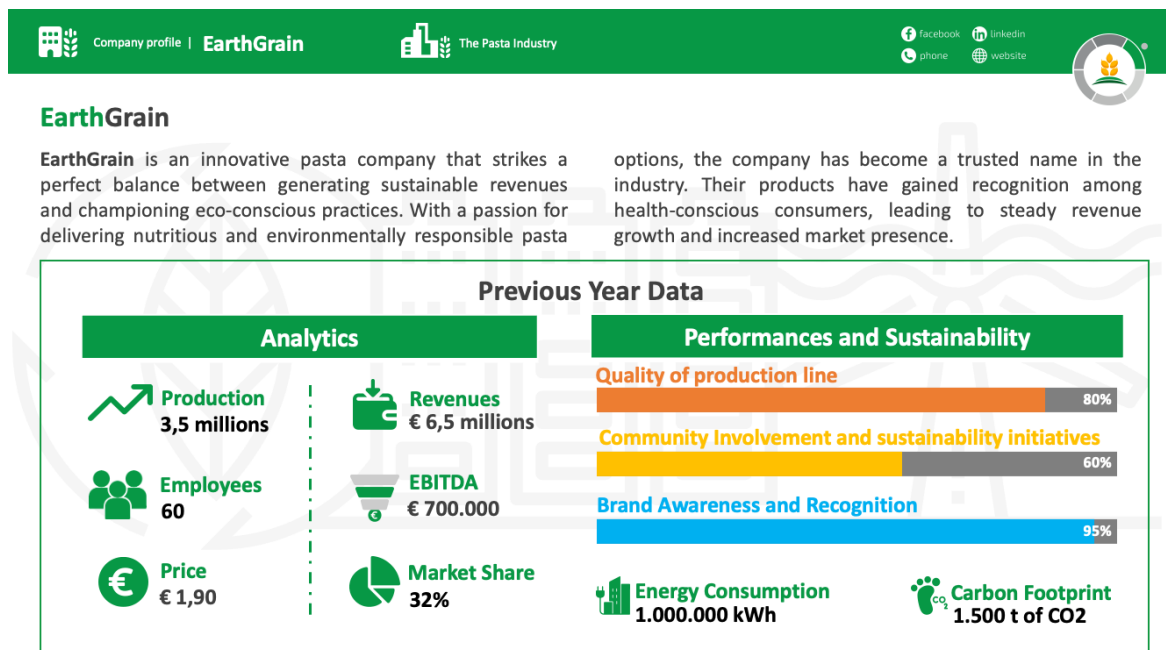 Company profile | EarthGrain
The Pasta Industry
facebook
linkedin
phone
website
EarthGrain
EarthGrain is an innovative pasta company that strikes a
perfect balance between generating sustainable revenues
and championing eco-conscious practices. With a passion for
delivering nutritious and environmentally responsible pasta
options, the company has become a trusted name in the
industry. Their products have gained recognition among
health-conscious consumers, leading to steady revenue
growth and increased market presence.
Previous Year Data
Analytics
Production
3,5 millions
Revenues
€ 6,5 millions
Employees
60
EBITDA
€ 700.000
Price
€ 1,90
Market Share
32%
Performances and Sustainability
Quality of production line
80%
Community Involvement and sustainability initiatives
60%
Brand Awareness and Recognition
95%
Energy Consumption
1.000.000 kWh
CO2
Carbon Footprint
1.500 t of CO2